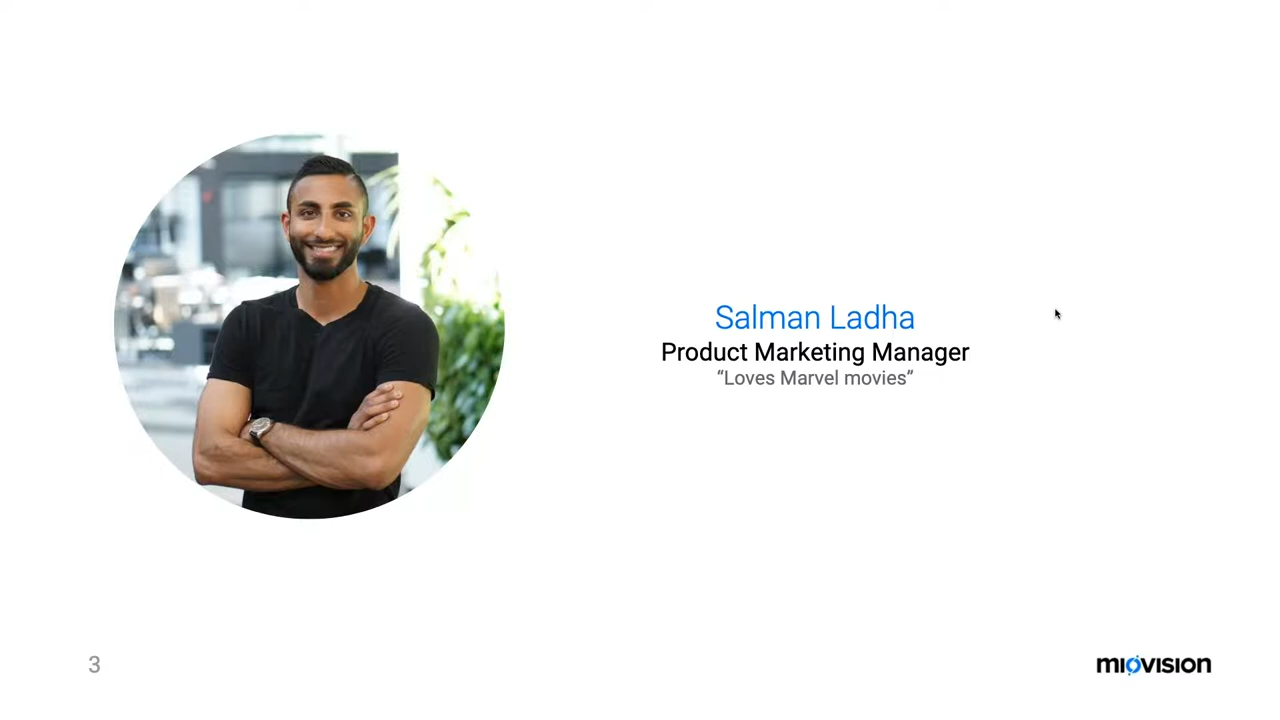 Salman Ladha
Product Marketing Manager
“Loves Marvel movies”
3
miovision